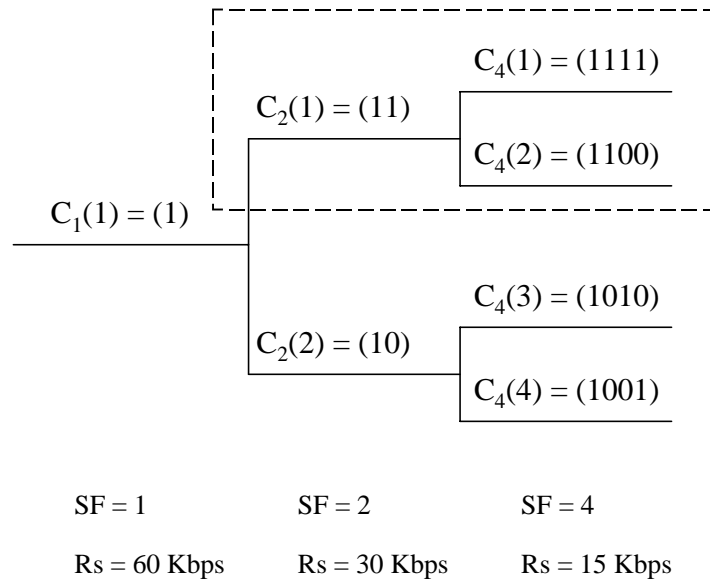 C₄(1) = (1111)
C₂(1) = (11)
C₄(2) = (1100)
C₁(1) = (1)
C₄(3) = (1010)
C₂(2) = (10)
C₄(4) = (1001)
SF = 1 SF = 2 SF = 4
Rs = 60 Kbps Rs = 30 Kbps Rs = 15 Kbps